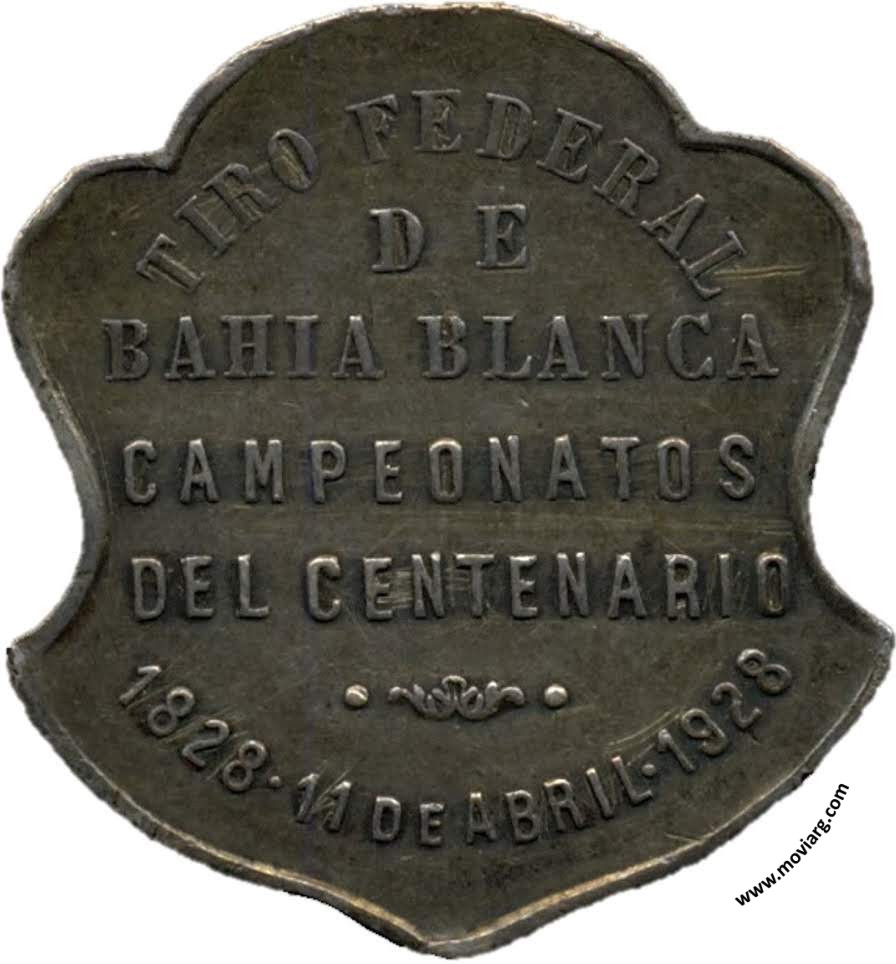 TIRO FEDERAL
DE
BAHIA BLANCA
CAMPEONATOS
DEL CENTENARIO
1828·11 DE ABRIL·1928
www.moviarg.com